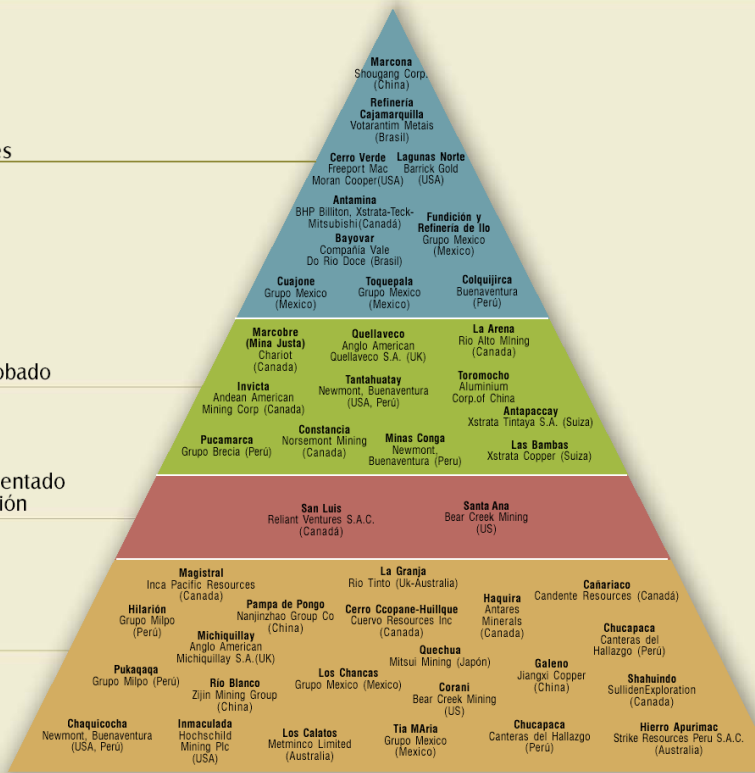 Marcona
Shougang Corp.
(China)
Refinería
Cajamarquilla
Votarantim Metais
(Brasil)
es
Cerro Verde
Freeport Mac
Moran Cooper(USA)
Lagunas Norte
Barrick Gold
(USA)
Antamina
BHP Billiton, Xstrata-Teck-
Mitsubishi(Canadá)
Fundición y
Refinería de Ilo
Grupo Mexico
(Mexico)
Bayovar
Compañía Vale
Do Rio Doce (Brasil)
Cuajone
Grupo Mexico
(Mexico)
Toquepala
Grupo Mexico
(Mexico)
Colquijirca
Buenaventura
(Perú)
Marcobre
(Mina Justa)
Chariot
(Canada)
Quellaveco
Anglo American
Quellaveco S.A. (UK)
La Arena
Rio Alto MIning
(Canada)
obado
Invicta
Andean American
Mining Corp (Canada)
Tantahuatay
Newmont, Buenaventura
(USA, Perú)
Toromocho
Aluminium
Corp.of China
Antapaccay
Xstrata Tintaya S.A. (Suiza)
Pucamarca
Grupo Brecia (Perú)
Constancia
Norsemont Mining
(Canada)
Minas Conga
Newmont,
Buenaventura (Peru)
Las Bambas
Xstrata Copper (Suiza)
entado
ión
San Luis
Reliant Ventures S.A.C.
(Canadá)
Santa Ana
Bear Creek Mining
(US)
Magistral
Inca Pacific Resources
(Canada)
La Granja
Rio Tinto (Uk-Australia)
Cañariaco
Candente Resources (Canadá)
Hilarión
Grupo Milpo
(Perú)
Pampa de Pongo
Nanjinzhao Group Co
(China)
Cerro Ccopane-Huillque
Cuervo Resources Inc
(Canada)
Haquira
Antares
Minerals
(Canada)
Chucapaca
Canteras del
Hallazgo (Perú)
Michiquillay
Anglo American
Michiquillay S.A.(UK)
Quechua
Mitsui Mining (Japón)
Pukaqaqa
Grupo Milpo (Perú)
Río Blanco
Zijin Mining Group
(China)
Los Chancas
Grupo Mexico (Mexico)
Corani
Bear Creek Mining
(US)
Galeno
Jiangxi Copper
(China)
Shahuindo
SullidenExploration
(Canada)
Chaquicocha
Newmont, Buenaventura
(USA, Perú)
Inmaculada
Hochschild
Mining Plc
(USA)
Los Calatos
Metminco Limited
(Australia)
Tia MAria
Grupo Mexico
(Mexico)
Chucapaca
Canteras del Hallazgo
(Perú)
Hierro Apurimac
Strike Resources Peru S.A.C.
(Australia)